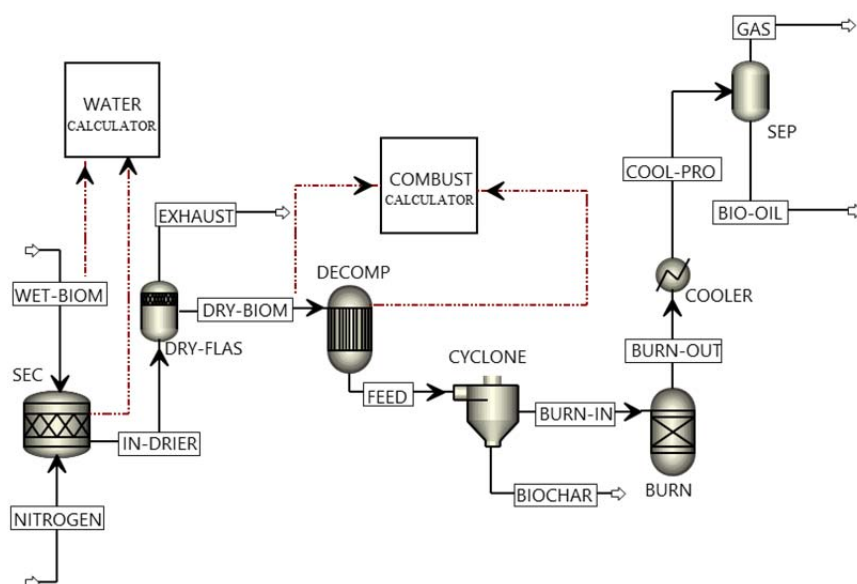 GAS
WATER
CALCULATOR
SEP
COMBUST
CALCULATOR
COOL-PRO
EXHAUST
BIO-OIL
DECOMP
WET-BIOM
DRY-BIOM
COOLER
DRY-FLAS
CYCLONE
BURN-OUT
SEC
FEED
BURN-IN
IN-DRIER
BIOCHAR
BURN
NITROGEN